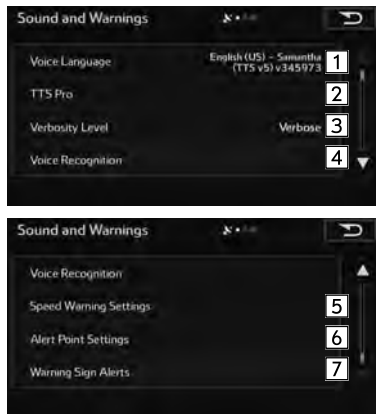 Sound and Warnings
Voice Language
English (US) - Samantha
(TTS v5) v345973
1
TTS Pro
2
Verbosity Level
Verbose
3
Voice Recognition
4
Sound and Warnings
Voice Recognition
Speed Warning Settings
5
Alert Point Settings
6
Warning Sign Alerts
7